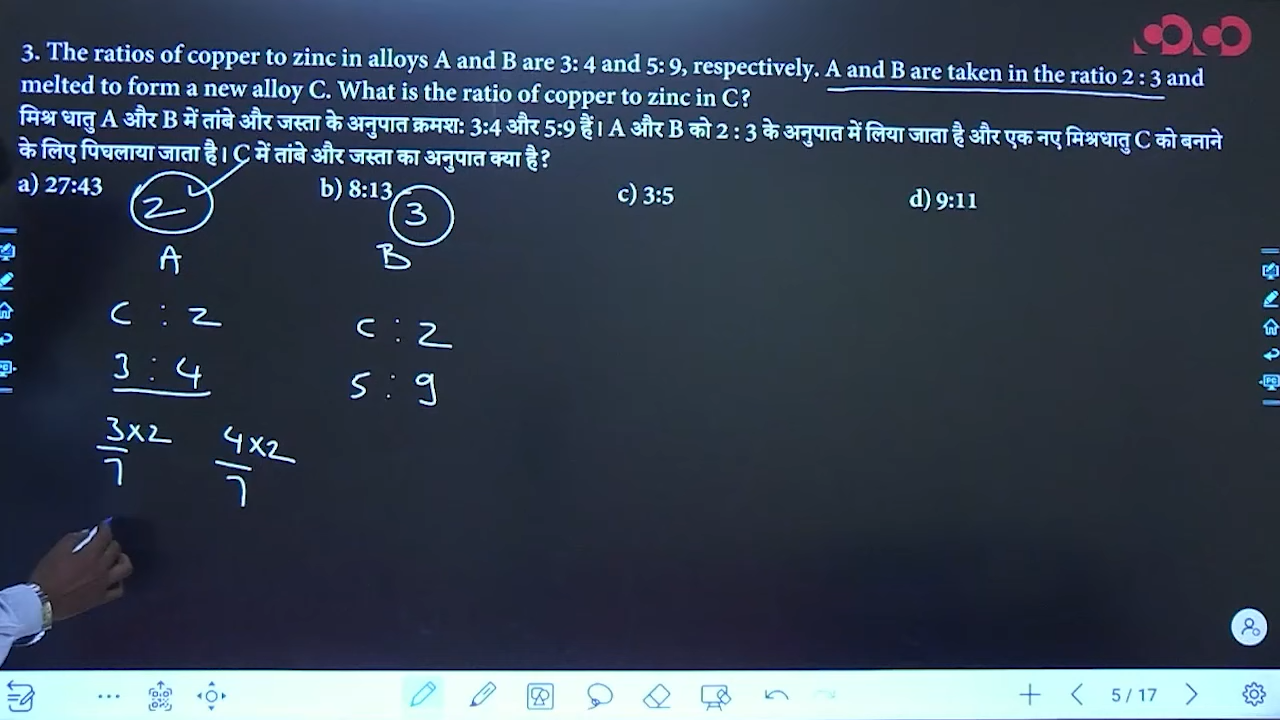 3. The ratios of copper to zinc in alloys A and B are 3: 4 and 5: 9, respectively. A and B are taken in the ratio 2 : 3 and
melted to form a new alloy C. What is the ratio of copper to zinc in C?
मिश्र धातु A और B में तांबे और जस्ता के अनुपात क्रमश: 3:4 और 5:9 हैं। A और B को 2 : 3 के अनुपात में लिया जाता है और एक नए मिश्रधातु C को बनाने
के लिए पिघलाया जाता है। C में तांबे और जस्ता का अनुपात क्या है?
a) 27:43 b) 8:13 c) 3:5 d) 9:11
2 3
A B
C : Z C : Z
3 : 4 5 : 9
3×2 4×2
7 7
5 / 17